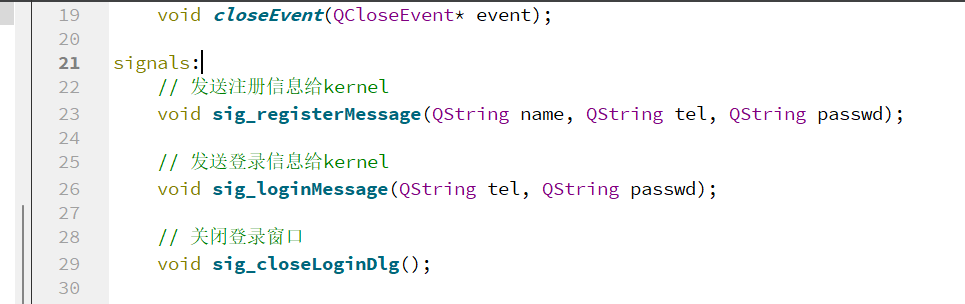 19 void closeEvent(QCloseEvent* event);
20
21 signals:
22 // 发送注册信息给kernel
23 void sig_registerMessage(QString name, QString tel, QString passwd);
24
25 // 发送登录信息给kernel
26 void sig_loginMessage(QString tel, QString passwd);
27
28 // 关闭登录窗口
29 void sig_closeLoginDlg();
30